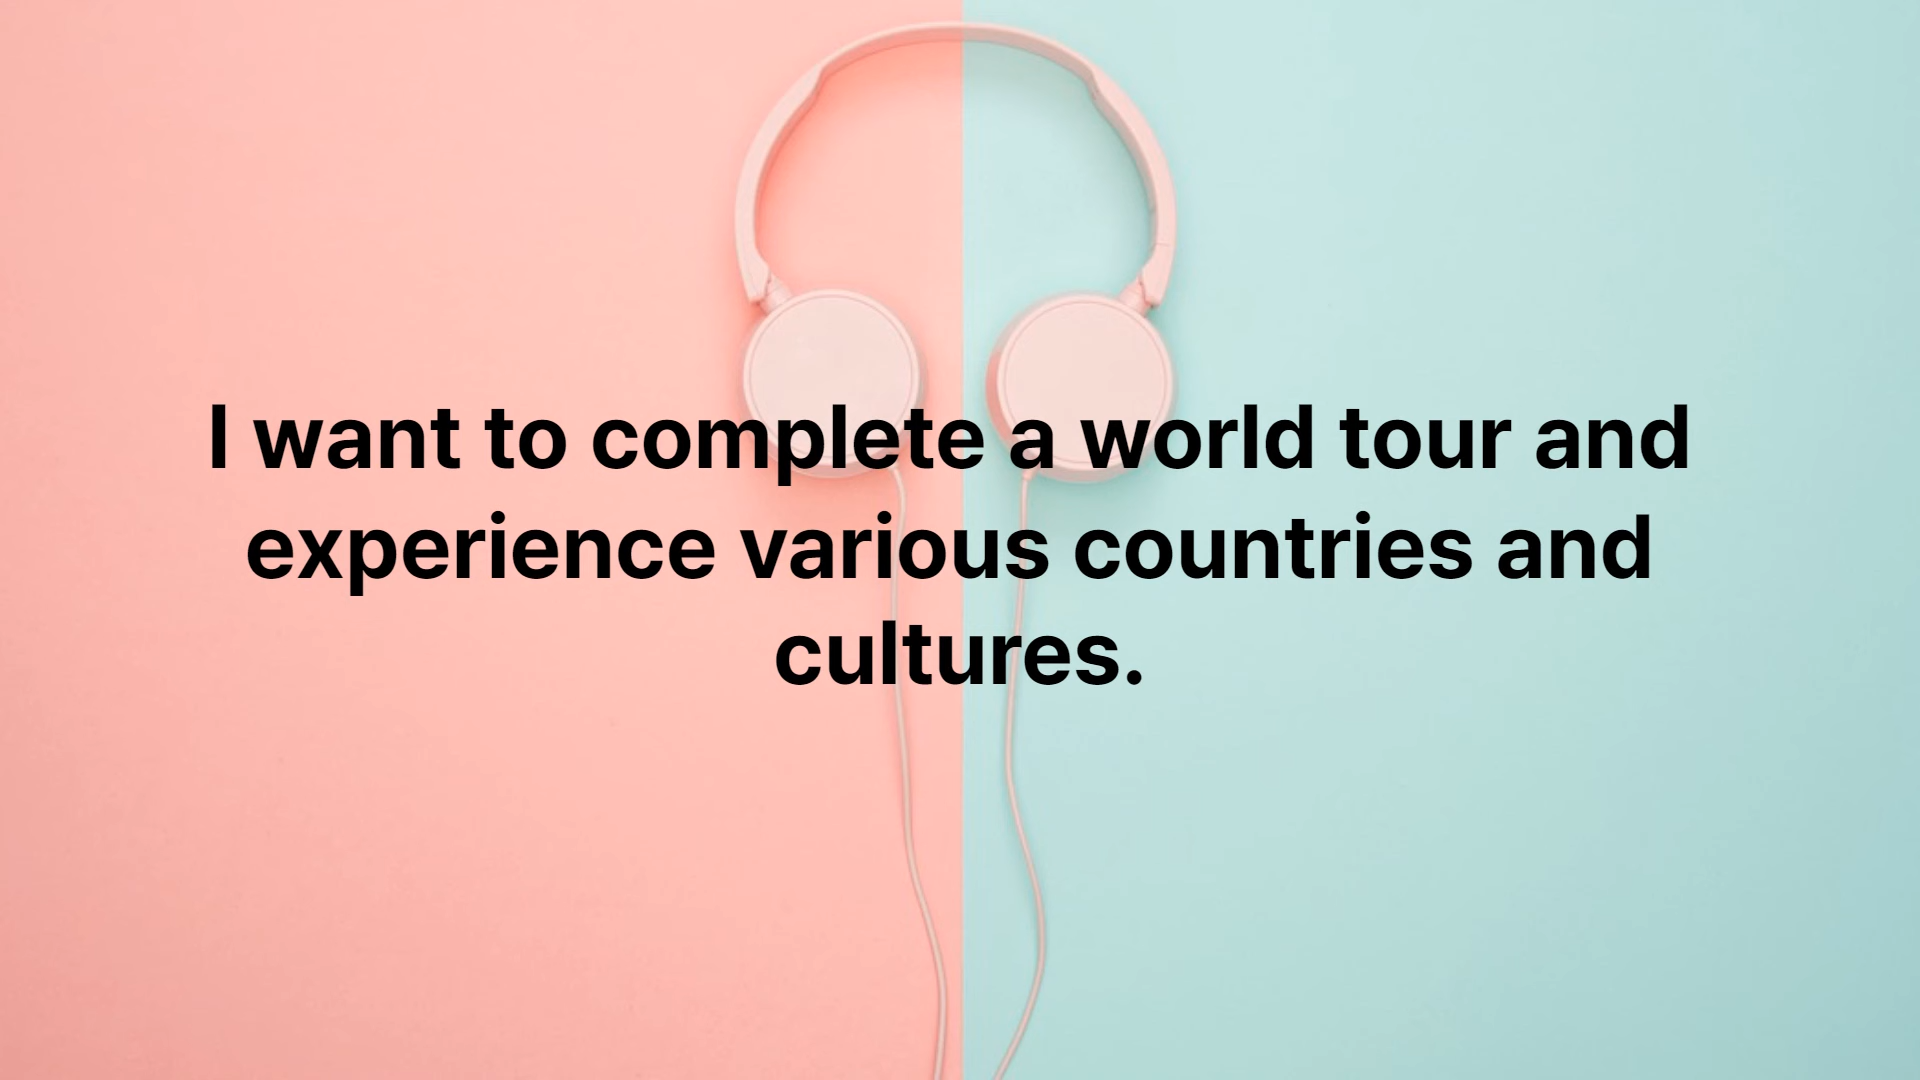 I want to complete a world tour and
experience various countries and
cultures.